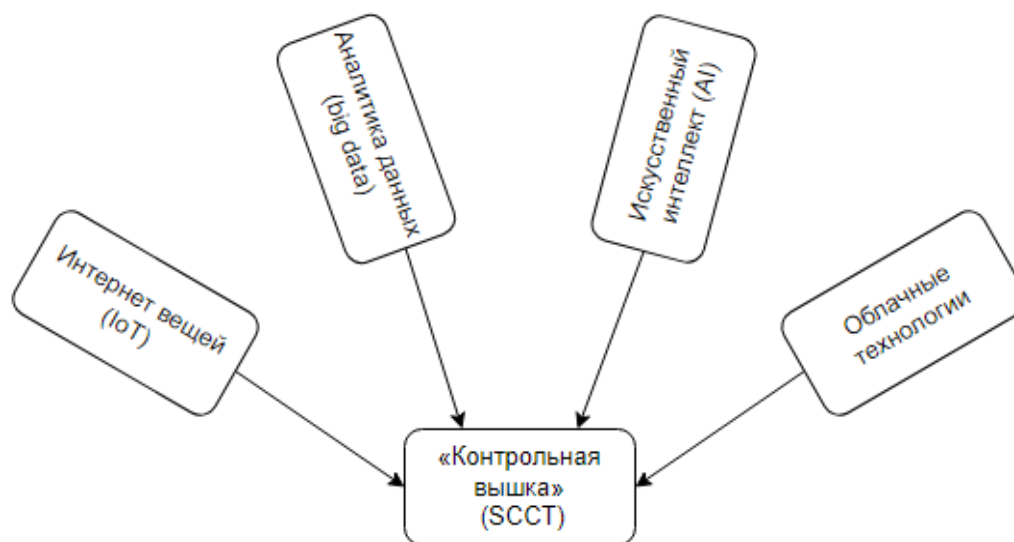 Интернет вещей
(IoT)
Аналитика данных
(big data)
Искусственный
интеллект (AI)
Облачные
технологии
«Контрольная
вышка»
(SCCT)